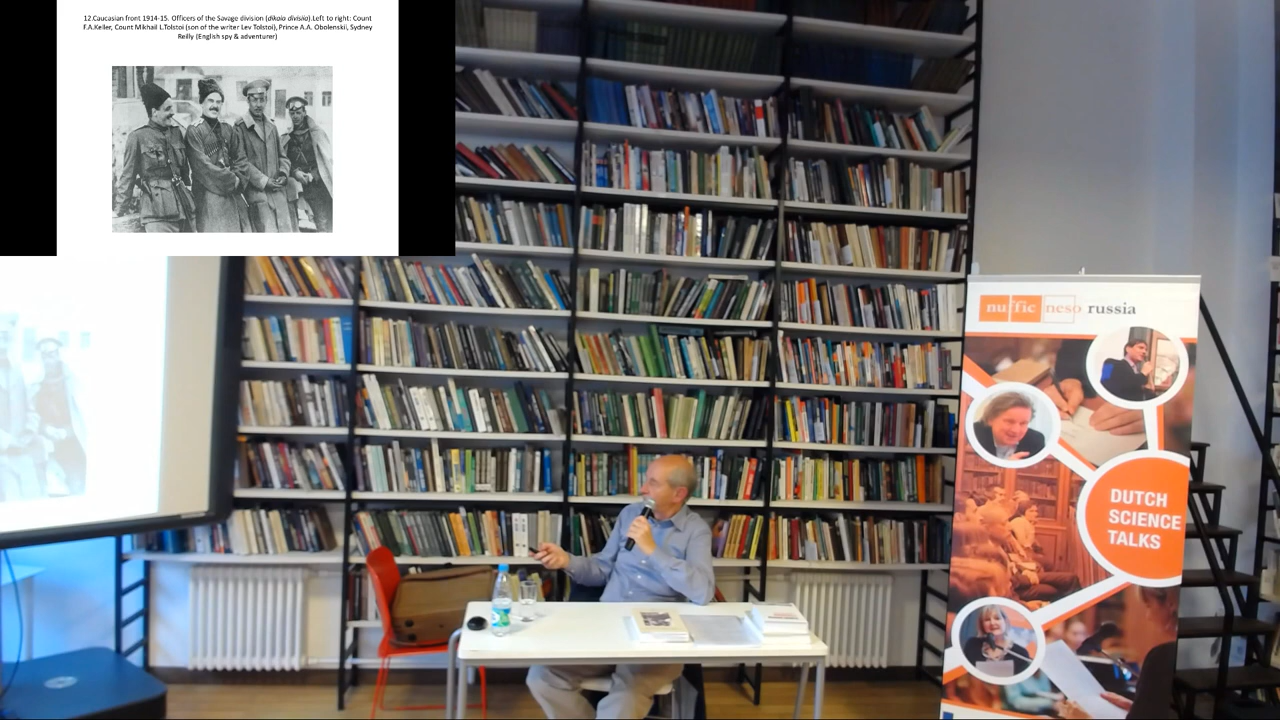 12.Caucasian front 1914-15. Officers of the Savage division (dikaia divisiia).Left to right: Count
F.A.Keller, Count Mikhail L.Tolstoi (son of the writer Lev Tolstoi), Prince A.A. Obolenskii, Sydney
Reilly (English spy & adventurer)
nuffic neso russia
DUTCH
SCIENCE
TALKS